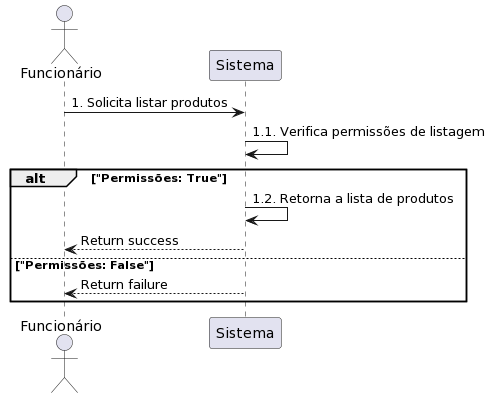 Funcionário
Sistema
1. Solicita listar produtos
1.1. Verifica permissões de listagem
alt ["Permissões: True"]
1.2. Retorna a lista de produtos
Return success
["Permissões: False"]
Return failure
Funcionário
Sistema